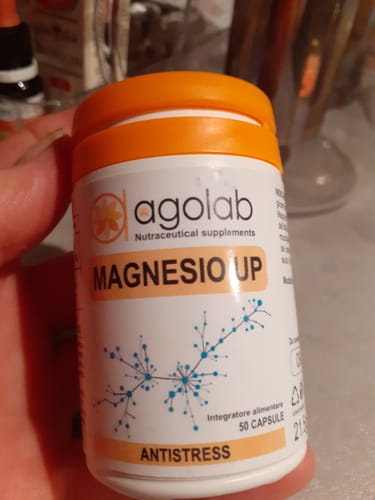 agolab
Nutraceutical supplements
MAGNESIO UP
Integratore alimentare
50 CAPSULE
ANTISTRESS